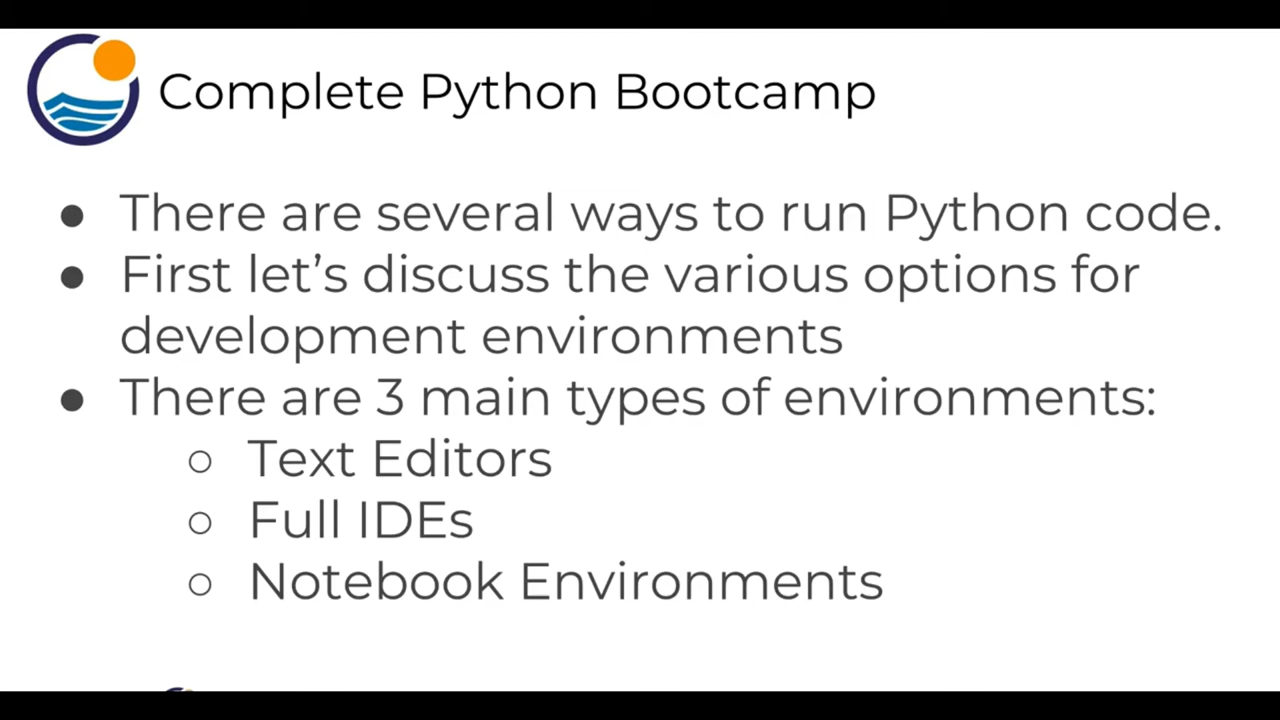 Complete Python Bootcamp
● There are several ways to run Python code.
● First let’s discuss the various options for
development environments
● There are 3 main types of environments:
○ Text Editors
○ Full IDEs
○ Notebook Environments